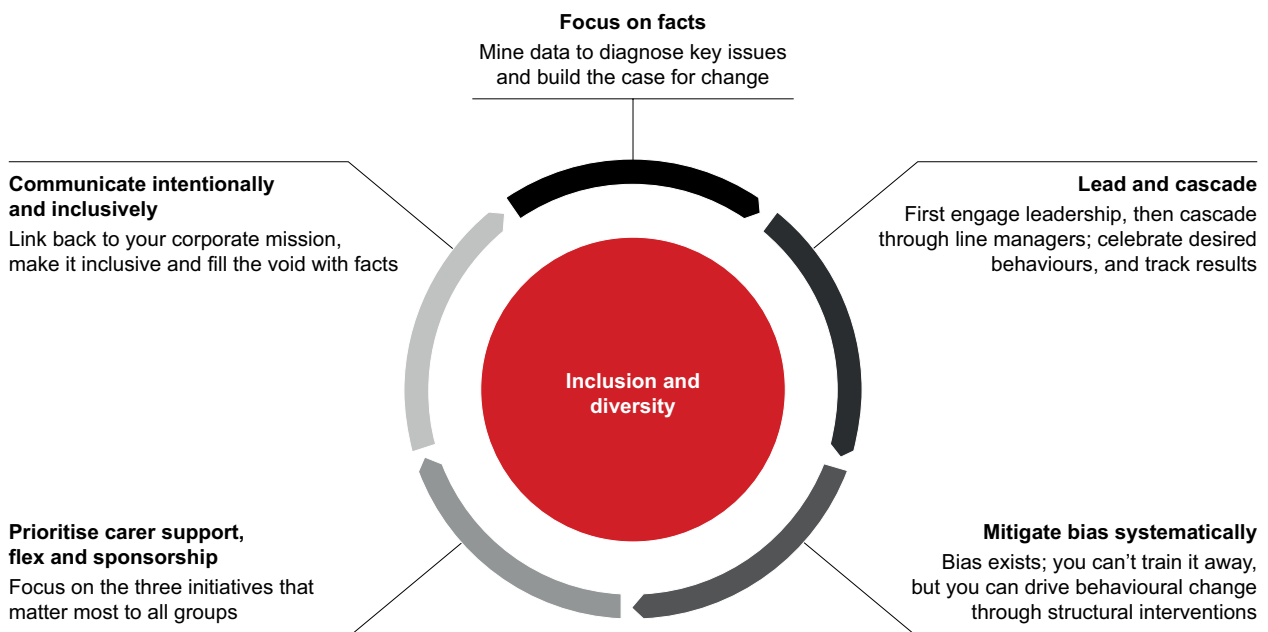 Focus on facts
Mine data to diagnose key issues
and build the case for change
Lead and cascade
First engage leadership, then cascade
through line managers; celebrate desired
behaviours, and track results
Mitigate bias systematically
Bias exists; you can’t train it away,
but you can drive behavioural change
through structural interventions
Prioritise carer support,
flex and sponsorship
Focus on the three initiatives that
matter most to all groups
Communicate intentionally
and inclusively
Link back to your corporate mission,
make it inclusive and fill the void with facts
Inclusion and
diversity